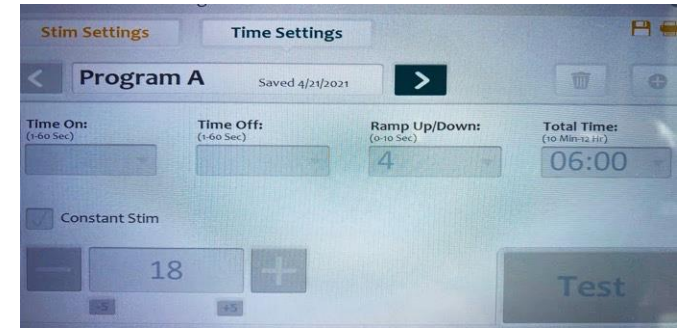 Stim Settings Time Settings
Program A Saved 4/21/2021
Time On: Time Off: Ramp Up/Down: Total Time:
(1-60 Sec) (1-60 Sec) (0-10 Sec) (10 Min-12 Hr)
4 06:00
Constant Stim
18
Test
-5 +5